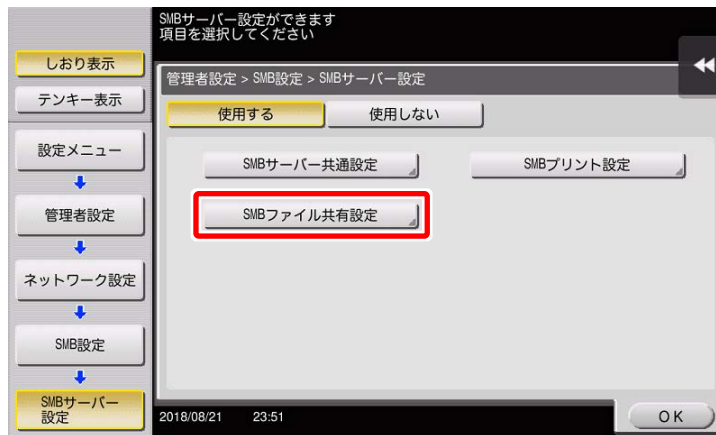 SMBサーバー設定ができます
項目を選択してください
しおり表示
テンキー表示
設定メニュー
管理者設定
ネットワーク設定
SMB設定
SMBサーバー
設定
管理者設定 > SMB設定 > SMBサーバー設定
使用する
使用しない
SMBサーバー共通設定
SMBプリント設定
SMBファイル共有設定
2018/08/21 23:51
OK